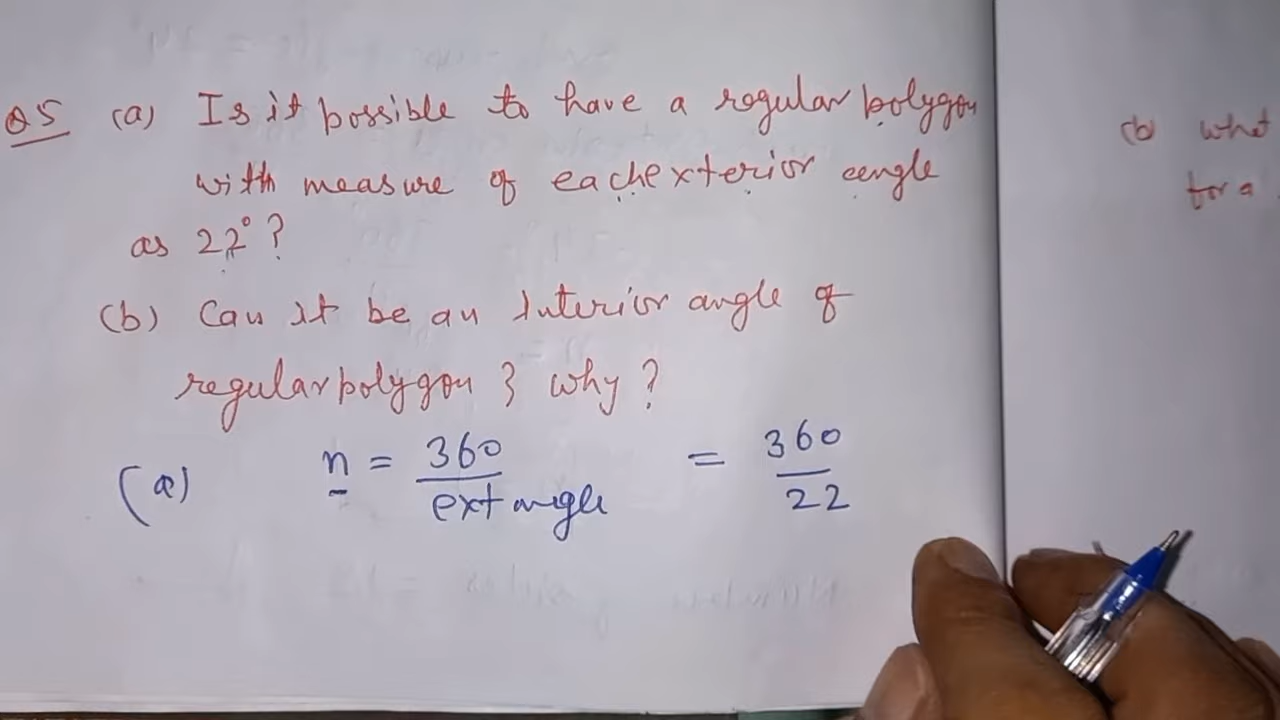 Q5 (a) Is it possible to have a regular polygon
with measure of each exterior angle
as 22° ?
(b) Can it be an interior angle of
regular polygon ? why ?
(a) n = 360 / ext angle = 360 / 22
(b) what
for a